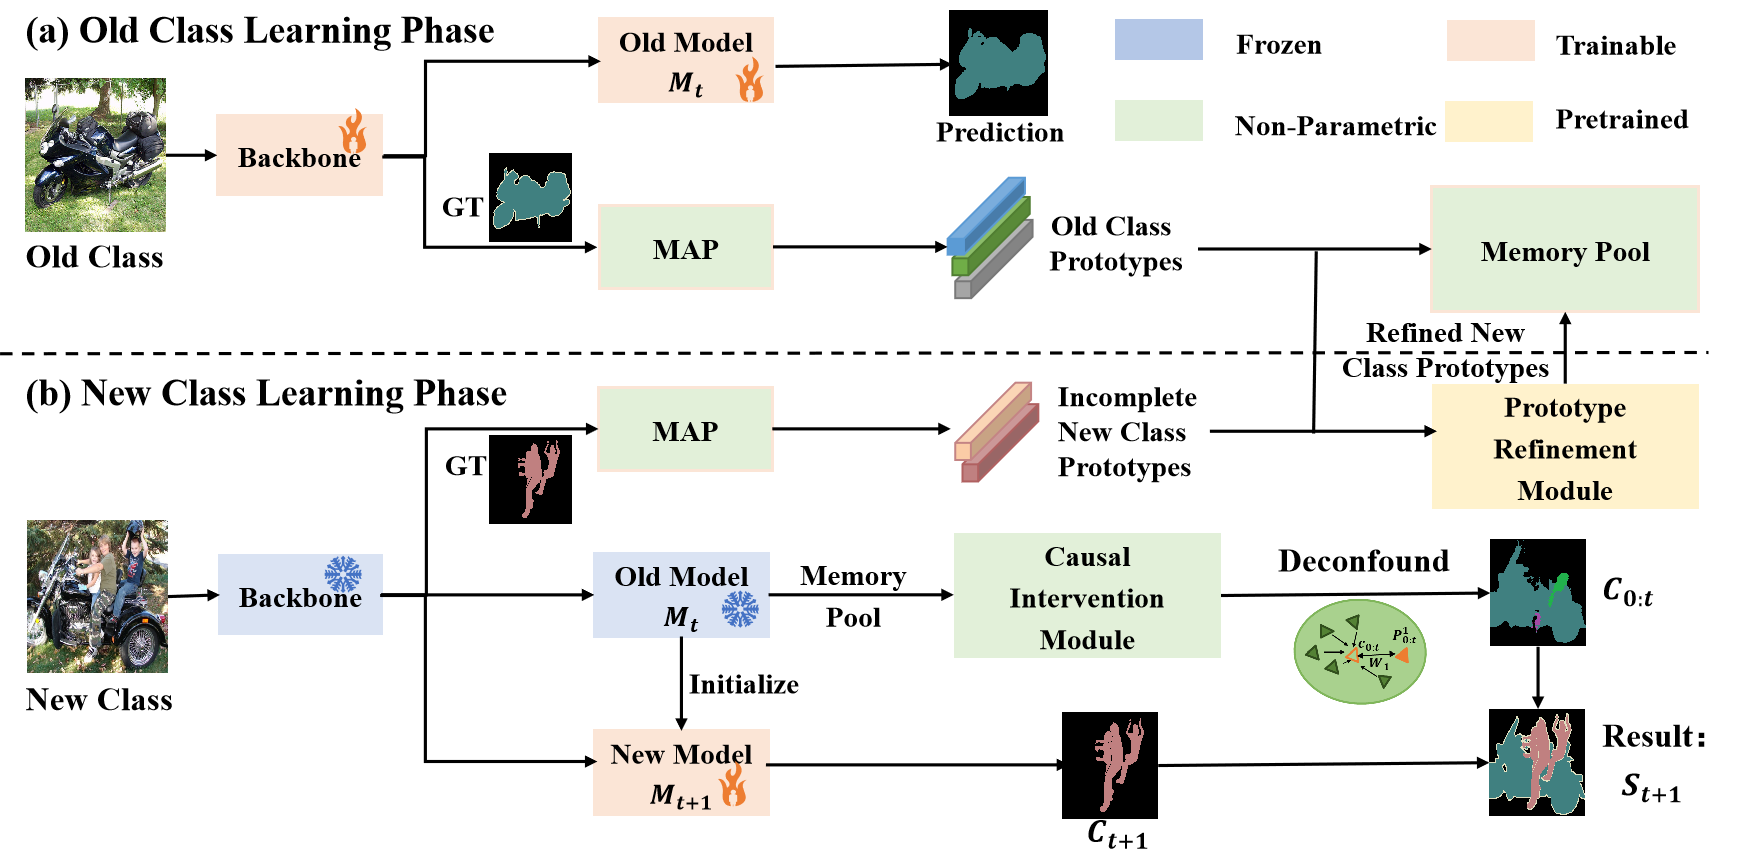 (a) Old Class Learning Phase
Old Model
M_t
Prediction
Frozen
Trainable
Non-Parametric
Pretrained
Backbone
Old Class
GT
MAP
Old Class
Prototypes
Memory Pool
Refined New
Class Prototypes
(b) New Class Learning Phase
GT
MAP
Incomplete
New Class
Prototypes
Prototype
Refinement
Module
Backbone
New Class
Old Model
M_t
Memory
Pool
Causal
Intervention
Module
Deconfound
c_{0:t}
P^1_{0:t}
W_1
C_{0:t}
Initialize
New Model
M_{t+1}
C_{t+1}
Result:
S_{t+1}